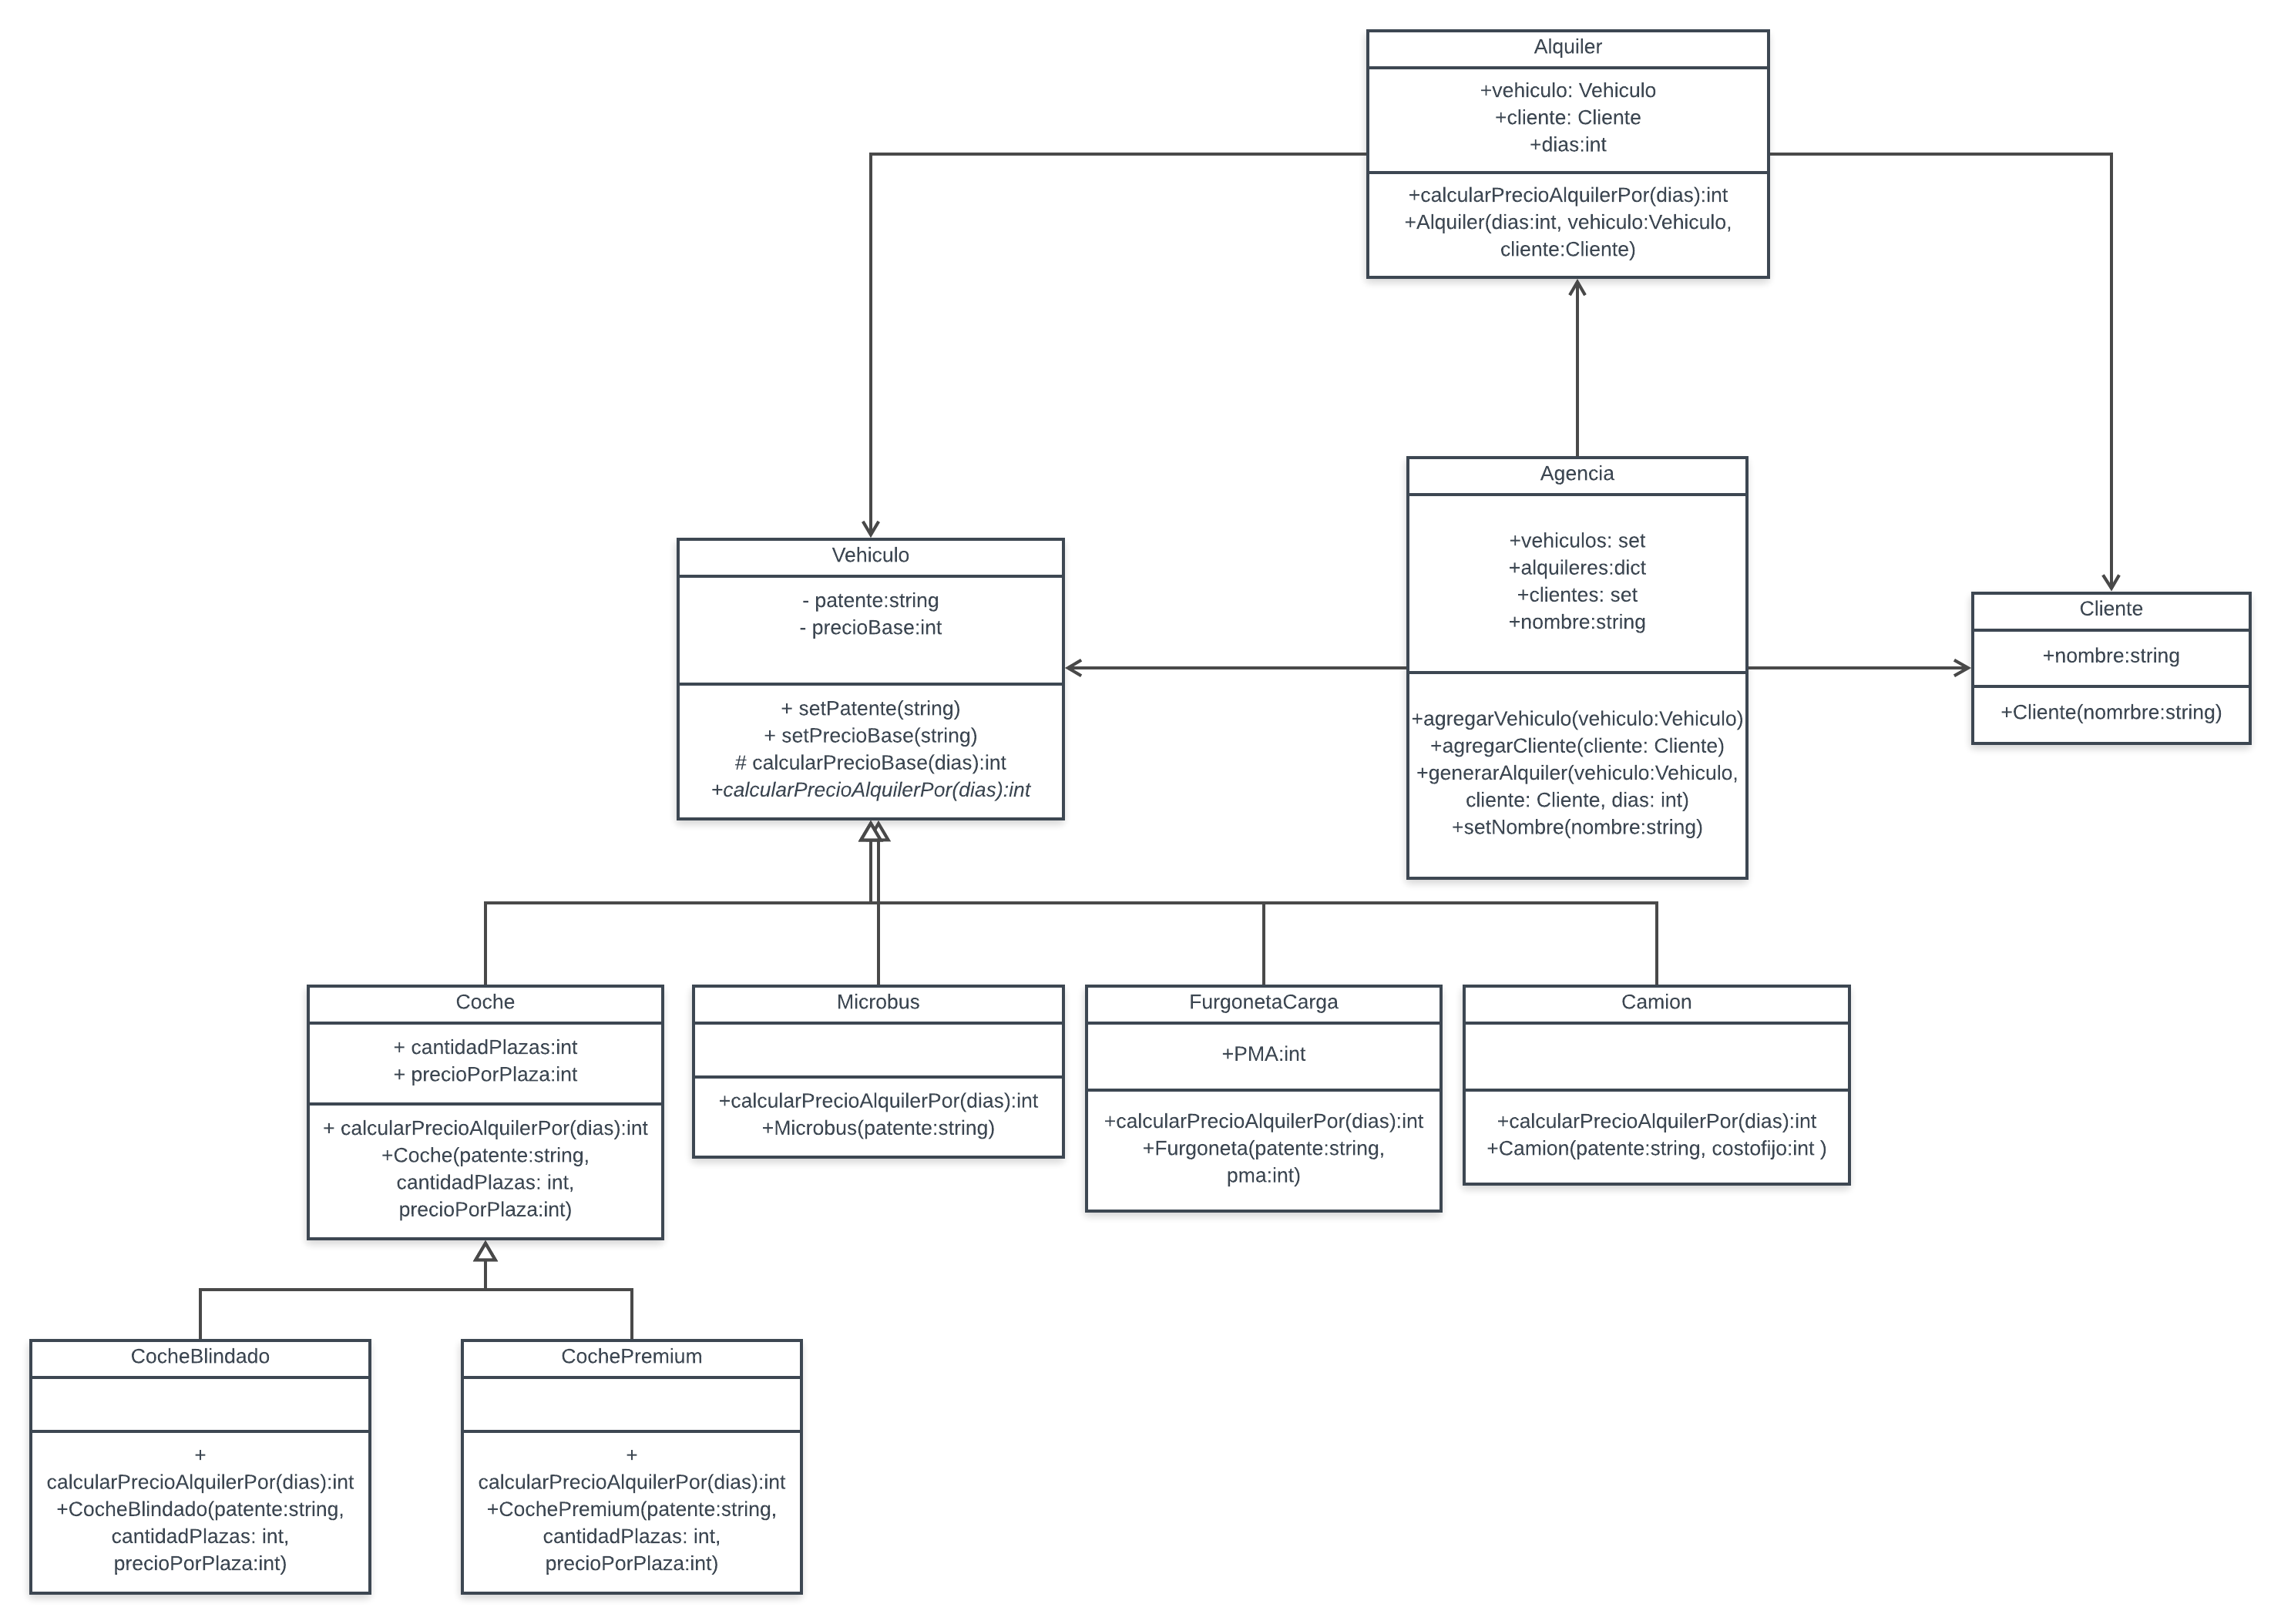 Alquiler
+vehiculo: Vehiculo
+cliente: Cliente
+dias:int
+calcularPrecioAlquilerPor(dias):int
+Alquiler(dias:int, vehiculo:Vehiculo,
cliente:Cliente)
Agencia
+vehiculos: set
+alquileres:dict
+clientes: set
+nombre:string
+agregarVehiculo(vehiculo:Vehiculo)
+agregarCliente(cliente: Cliente)
+generarAlquiler(vehiculo:Vehiculo,
cliente: Cliente, dias: int)
+setNombre(nombre:string)
Vehiculo
- patente:string
- precioBase:int
+ setPatente(string)
+ setPrecioBase(string)
# calcularPrecioBase(dias):int
+calcularPrecioAlquilerPor(dias):int
Cliente
+nombre:string
+Cliente(nomrbre:string)
Coche
+ cantidadPlazas:int
+ precioPorPlaza:int
+ calcularPrecioAlquilerPor(dias):int
+Coche(patente:string,
cantidadPlazas: int,
precioPorPlaza:int)
Microbus
+calcularPrecioAlquilerPor(dias):int
+Microbus(patente:string)
FurgonetaCarga
+PMA:int
+calcularPrecioAlquilerPor(dias):int
+Furgoneta(patente:string,
pma:int)
Camion
+calcularPrecioAlquilerPor(dias):int
+Camion(patente:string, costofijo:int )
CocheBlindado
+
calcularPrecioAlquilerPor(dias):int
+CocheBlindado(patente:string,
cantidadPlazas: int,
precioPorPlaza:int)
CochePremium
+
calcularPrecioAlquilerPor(dias):int
+CochePremium(patente:string,
cantidadPlazas: int,
precioPorPlaza:int)